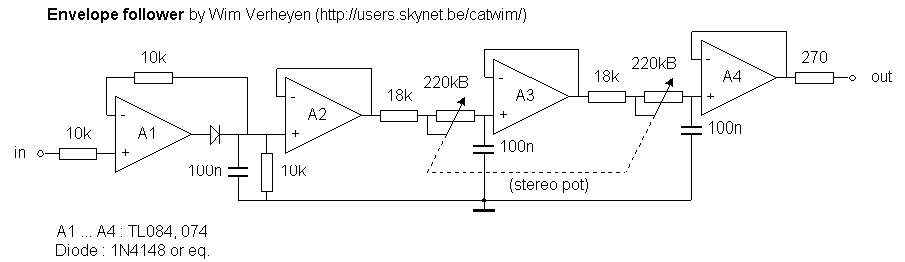 Envelope follower by Wim Verheyen (http://users.skynet.be/catwim/)
10k
10k
in
-
+
A1
100n
10k
-
+
A2
18k
220kB
-
+
A3
100n
18k
220kB
-
+
A4
100n
270
out
(stereo pot)
A1 ... A4 : TL084, 074
Diode : 1N4148 or eq.